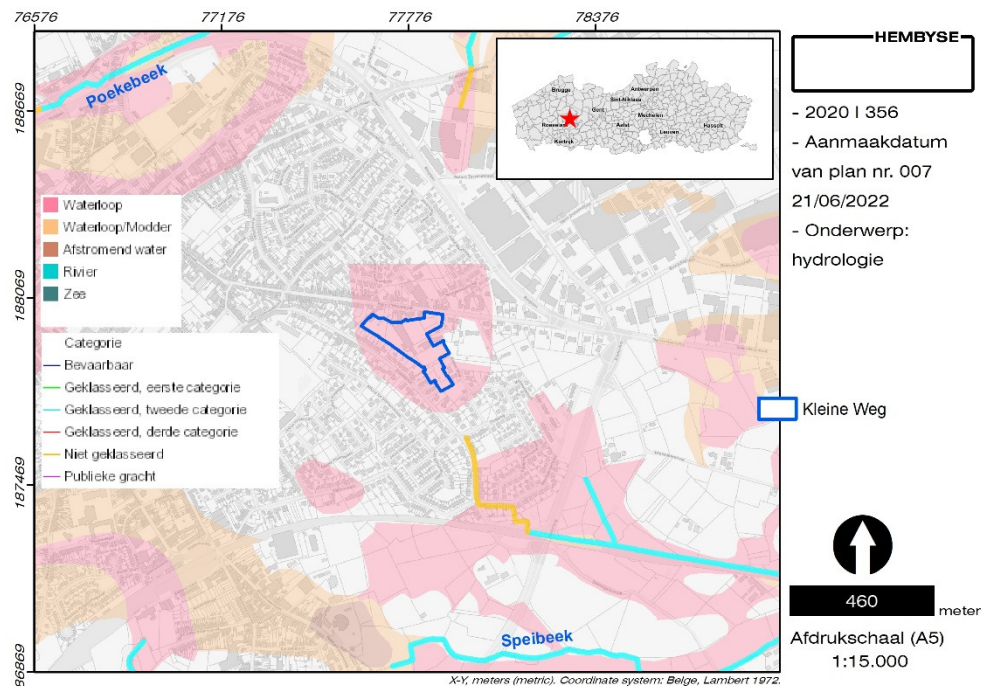 76576 77176 77776 78376
188669
188069
187469
186869
Poekebeek
Brugge
Antwerpen
Sint-Niklaas
Gent
Mechelen
Aalst
Leuven
Hasselt
Kortrijk
Waterloop
Waterloop/Modder
Afstromend water
Rivier
Zee
Categorie
Bevaarbaar
Geklasseerd, eerste categorie
Geklasseerd, tweede categorie
Geklasseerd, derde categorie
Niet geklasseerd
Publieke gracht
Speibeek
X-Y, meters (metric). Coordinate system: Belge, Lambert 1972.
HEMBYSE
- 2020 I 356
- Aanmaakdatum
van plan nr. 007
21/06/2022
- Onderwerp:
hydrologie
Kleine Weg
460 meter
Afdrukschaal (A5)
1:15.000